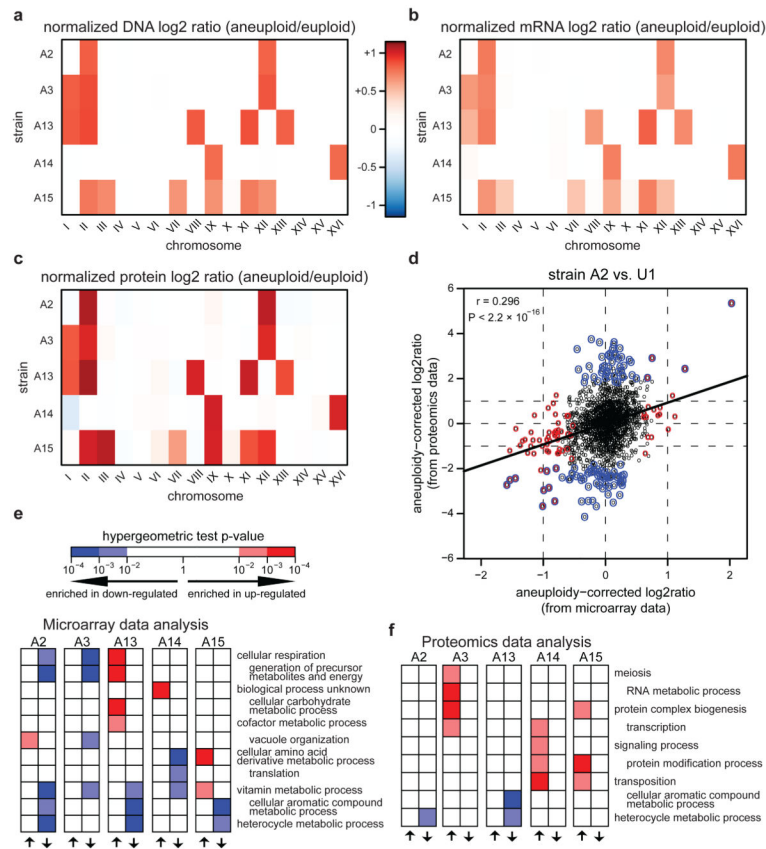 a
normalized DNA log2 ratio (aneuploid/euploid)
strain
A2
A3
A13
A14
A15
I II III IV V VI VII VIII IX X XI XII XIII XIV XV XVI
chromosome
+1
+0.5
0
-0.5
-1
b
normalized mRNA log2 ratio (aneuploid/euploid)
strain
A2
A3
A13
A14
A15
I II III IV V VI VII VIII IX X XI XII XIII XIV XV XVI
chromosome
c
normalized protein log2 ratio (aneuploid/euploid)
strain
A2
A3
A13
A14
A15
I II III IV V VI VII VIII IX X XI XII XIII XIV XV XVI
chromosome
d
strain A2 vs. U1
r = 0.296
P < 2.2 × 10⁻¹⁶
aneuploidy−corrected log2ratio
(from proteomics data)
6
4
2
0
−2
−4
−6
−2 −1 0 1 2
aneuploidy−corrected log2ratio
(from microarray data)
e
hypergeometric test p-value
10⁻⁴ 10⁻³ 10⁻² 1 10⁻² 10⁻³ 10⁻⁴
enriched in down-regulated enriched in up-regulated
Microarray data analysis
A2 A3 A13 A14 A15
cellular respiration
generation of precursor
metabolites and energy
biological process unknown
cellular carbohydrate
metabolic process
cofactor metabolic process
vacuole organization
cellular amino acid
derivative metabolic process
translation
vitamin metabolic process
cellular aromatic compound
metabolic process
heterocycle metabolic process
f
Proteomics data analysis
A2 A3 A13 A14 A15
meiosis
RNA metabolic process
protein complex biogenesis
transcription
signaling process
protein modification process
transposition
cellular aromatic compound
metabolic process
heterocycle metabolic process